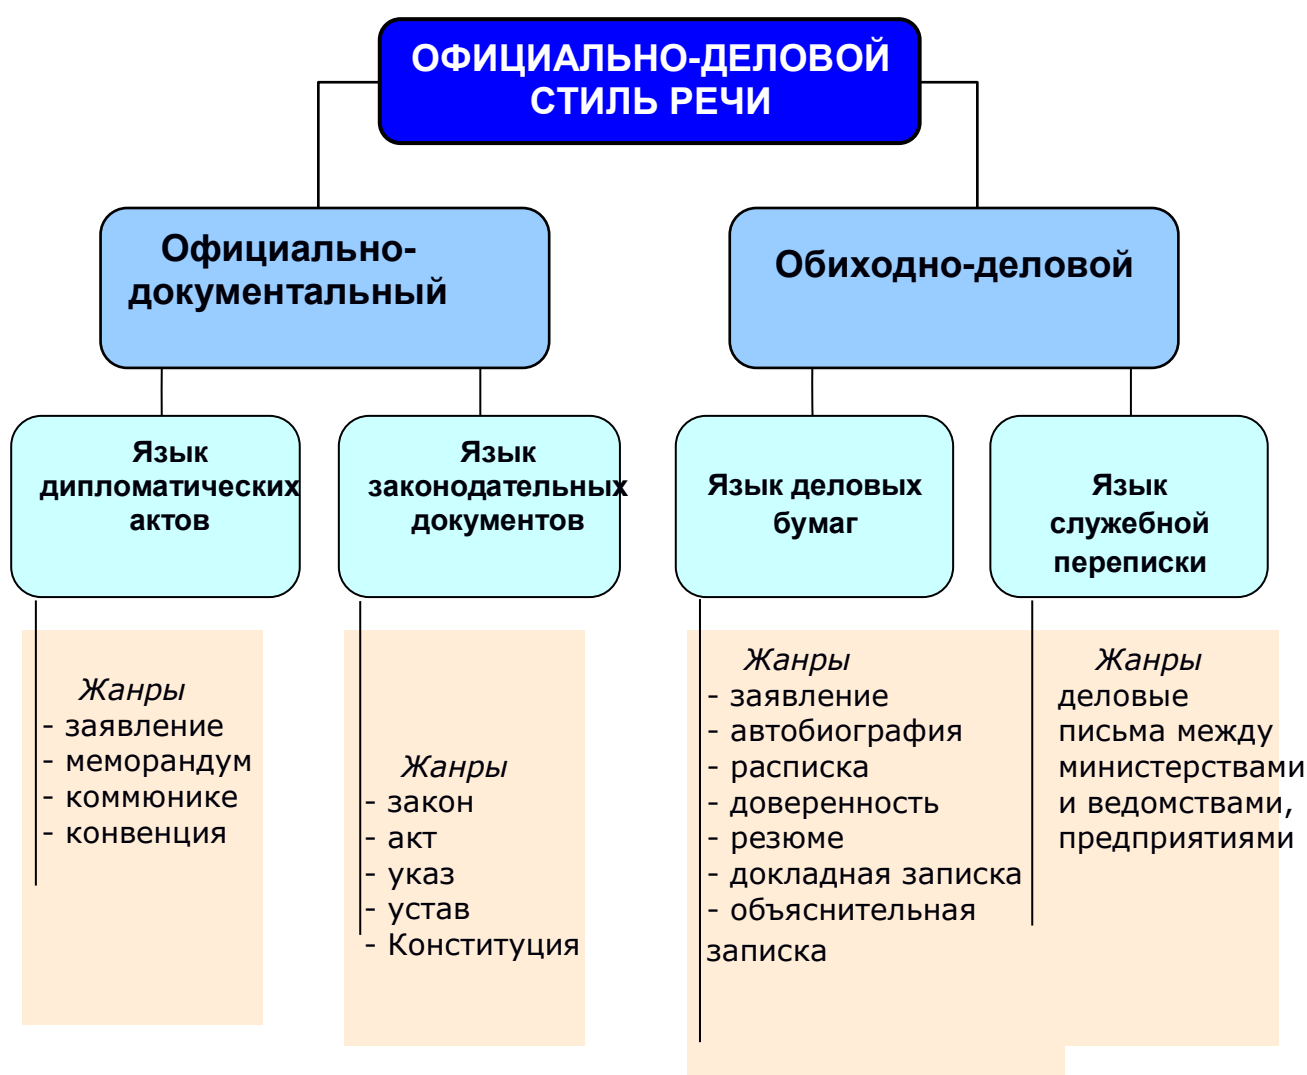 ОФИЦИАЛЬНО-ДЕЛОВОЙ
СТИЛЬ РЕЧИ
Официально-
документальный
Обиходно-деловой
Язык
дипломатических
актов
Язык
законодательных
документов
Язык деловых
бумаг
Язык
служебной
переписки
Жанры
- заявление
- меморандум
- коммюнике
- конвенция
Жанры
- закон
- акт
- указ
- устав
- Конституция
Жанры
- заявление
- автобиография
- расписка
- доверенность
- резюме
- докладная записка
- объяснительная
записка
Жанры
деловые
письма между
министерствами
и ведомствами,
предприятиями